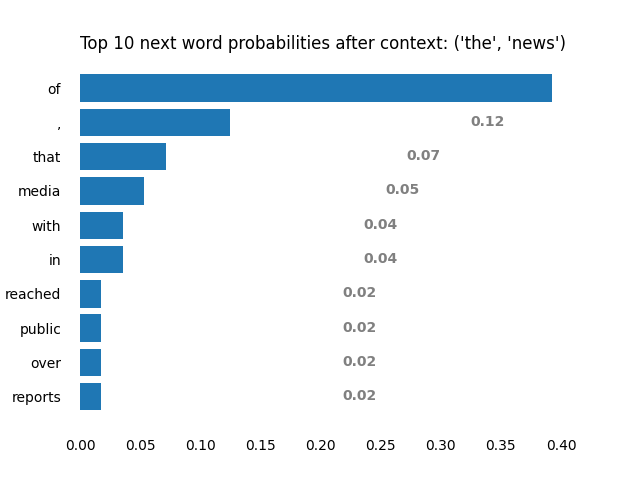 Top 10 next word probabilities after context: ('the', 'news')
of
, 0.12
that 0.07
media 0.05
with 0.04
in 0.04
reached 0.02
public 0.02
over 0.02
reports 0.02
0.00 0.05 0.10 0.15 0.20 0.25 0.30 0.35 0.40